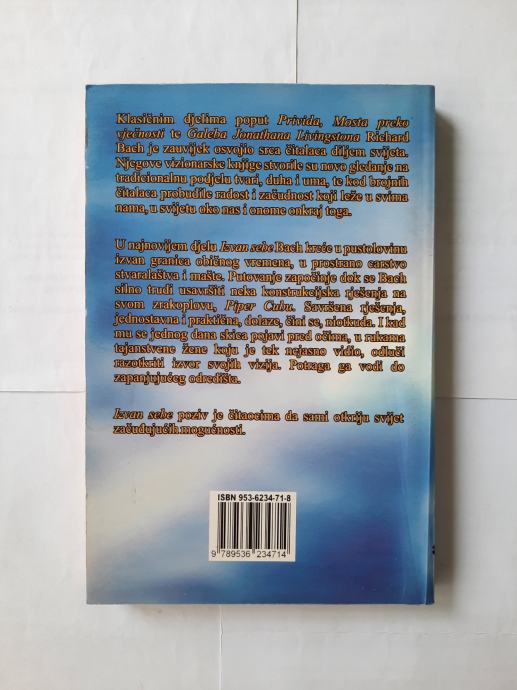 Klasičnim djelima poput Privida, Mosta preko
vječnosti te Galeba Jonathana Livingstona Richard
Bach je zauvijek osvojio srca čitalaca diljem svijeta.
Njegove vizionarske knjige stvorile su novo gledanje na
tradicionalnu podjelu tvari, duha i uma, te kod brojnih
čitalaca probudile radost i začudnost koji leže u svima
nama, u svijetu oko nas i onome onkraj toga.
U najnovijem djelu Izvan sebe Bach kreće u pustolovinu
izvan granica običnog vremena, u prostrano carstvo
stvaralaštva i mašte. Putovanje započinje dok se Bach
silno trudi usavršiti neka konstrukcijska rješenja na
svom zrakoplovu, Piper Cubu. Savršena rješenja,
jednostavna i praktična, dolaze, čini se, niotkuda. I kad
mu se jednog dana skica pojavi pred očima, u rukama
tajanstvene žene koju je tek nejasno vidio, odluči
razotkriti izvor svojih vizija. Potraga ga vodi do
zapanjujućeg odredišta.
Izvan sebe poziv je čitaocima da sami otkriju svijet
začuđujućih mogućnosti.
ISBN 953-6234-71-8
9 789536 234714